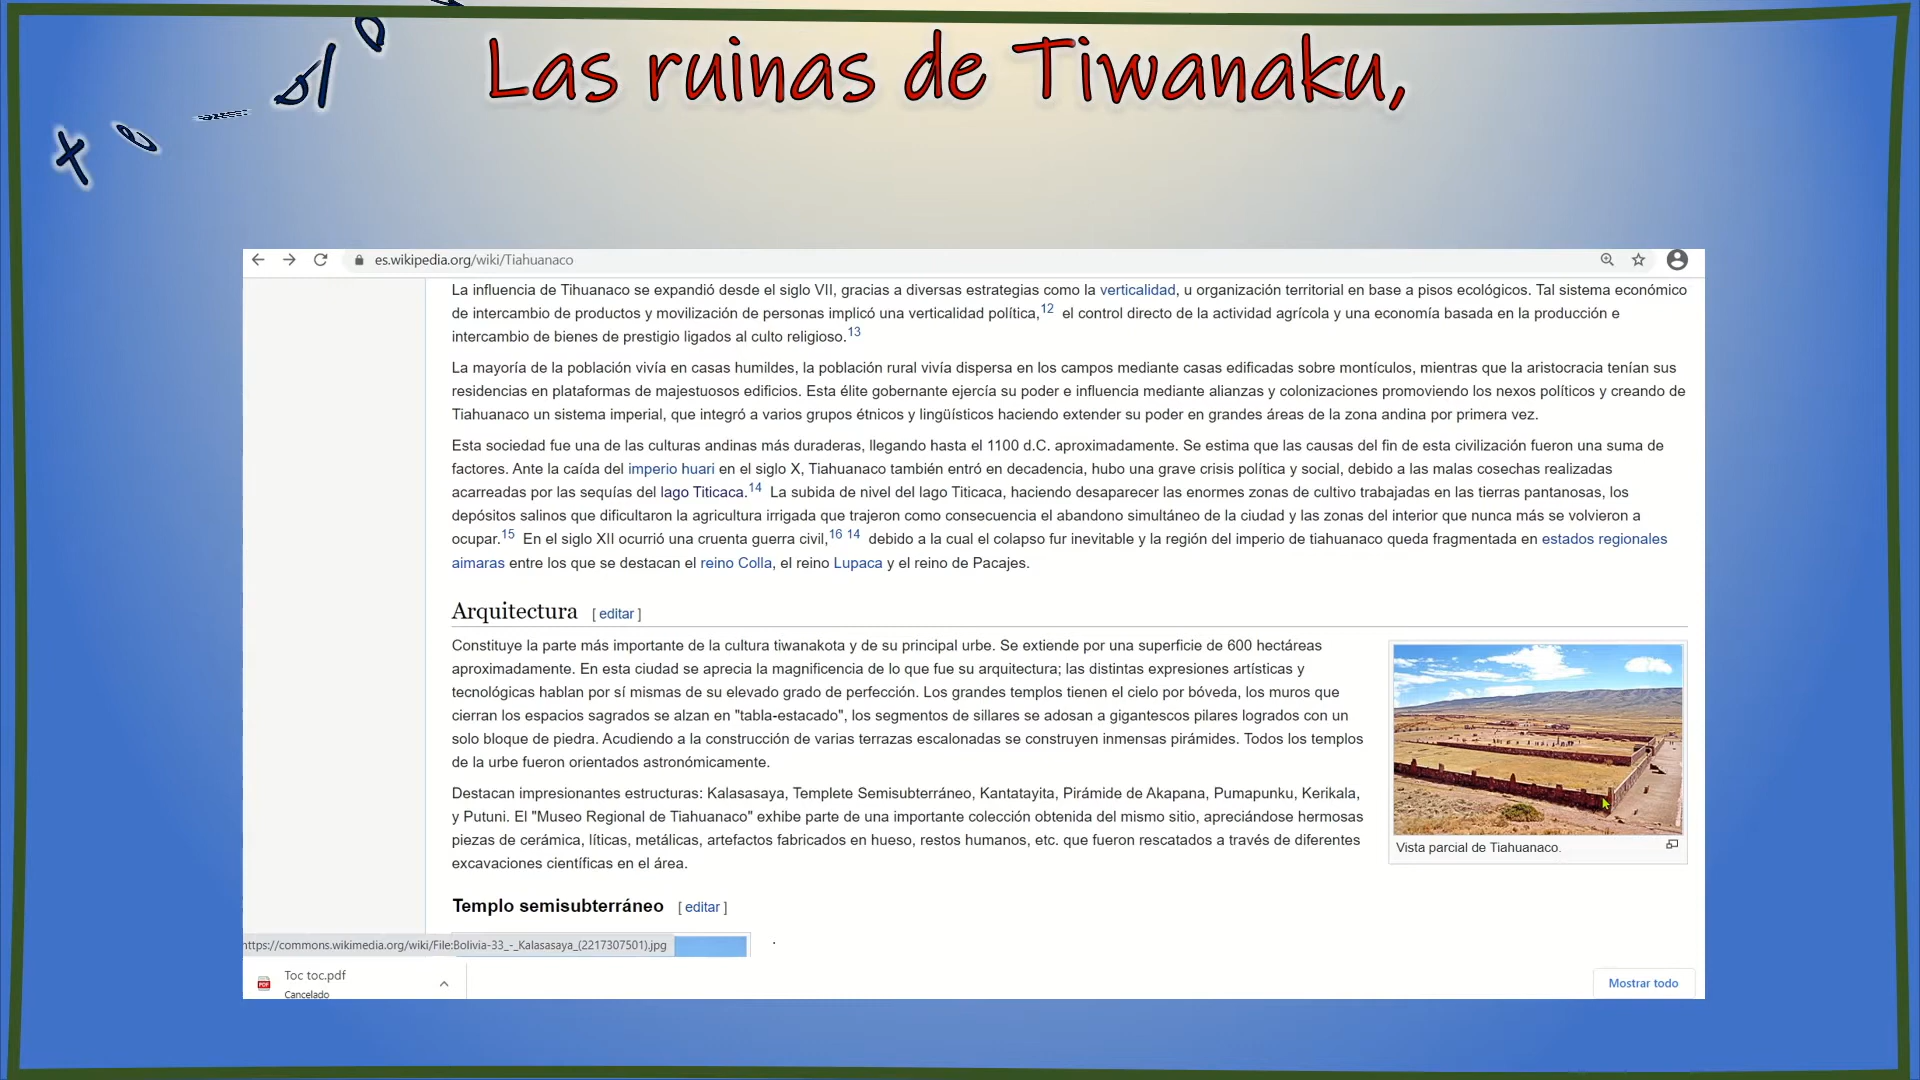 Las ruinas de Tiwanaku,
es.wikipedia.org/wiki/Tiahuanaco
La influencia de Tihuanaco se expandió desde el siglo VII, gracias a diversas estrategias como la verticalidad, u organización territorial en base a pisos ecológicos. Tal sistema económico
de intercambio de productos y movilización de personas implicó una verticalidad política,12 el control directo de la actividad agrícola y una economía basada en la producción e
intercambio de bienes de prestigio ligados al culto religioso.13
La mayoría de la población vivía en casas humildes, la población rural vivía dispersa en los campos mediante casas edificadas sobre montículos, mientras que la aristocracia tenían sus
residencias en plataformas de majestuosos edificios. Esta élite gobernante ejercía su poder e influencia mediante alianzas y colonizaciones promoviendo los nexos políticos y creando de
Tiahuanaco un sistema imperial, que integró a varios grupos étnicos y lingüísticos haciendo extender su poder en grandes áreas de la zona andina por primera vez.
Esta sociedad fue una de las culturas andinas más duraderas, llegando hasta el 1100 d.C. aproximadamente. Se estima que las causas del fin de esta civilización fueron una suma de
factores. Ante la caída del imperio huari en el siglo X, Tiahuanaco también entró en decadencia, hubo una grave crisis política y social, debido a las malas cosechas realizadas
acarreadas por las sequías del lago Titicaca.14 La subida de nivel del lago Titicaca, haciendo desaparecer las enormes zonas de cultivo trabajadas en las tierras pantanosas, los
depósitos salinos que dificultaron la agricultura irrigada que trajeron como consecuencia el abandono simultáneo de la ciudad y las zonas del interior que nunca más se volvieron a
ocupar.15 En el siglo XII ocurrió una cruenta guerra civil,16 14 debido a la cual el colapso fur inevitable y la región del imperio de tiahuanaco queda fragmentada en estados regionales
aimaras entre los que se destacan el reino Colla, el reino Lupaca y el reino de Pacajes.
Arquitectura [ editar ]
Constituye la parte más importante de la cultura tiwanakota y de su principal urbe. Se extiende por una superficie de 600 hectáreas
aproximadamente. En esta ciudad se aprecia la magnificencia de lo que fue su arquitectura; las distintas expresiones artísticas y
tecnológicas hablan por sí mismas de su elevado grado de perfección. Los grandes templos tienen el cielo por bóveda, los muros que
cierran los espacios sagrados se alzan en "tabla-estacado", los segmentos de sillares se adosan a gigantescos pilares logrados con un
solo bloque de piedra. Acudiendo a la construcción de varias terrazas escalonadas se construyen inmensas pirámides. Todos los templos
de la urbe fueron orientados astronómicamente.
Destacan impresionantes estructuras: Kalasasaya, Templete Semisubterráneo, Kantatayita, Pirámide de Akapana, Pumapunku, Kerikala,
y Putuni. El "Museo Regional de Tiahuanaco" exhibe parte de una importante colección obtenida del mismo sitio, apreciándose hermosas
piezas de cerámica, líticas, metálicas, artefactos fabricados en hueso, restos humanos, etc. que fueron rescatados a través de diferentes
excavaciones científicas en el área.
Vista parcial de Tiahuanaco.
Templo semisubterráneo [ editar ]
https://commons.wikimedia.org/wiki/File:Bolivia-33_-_Kalasasaya_(2217307501).jpg
Toc toc.pdf
Cancelado
Mostrar todo